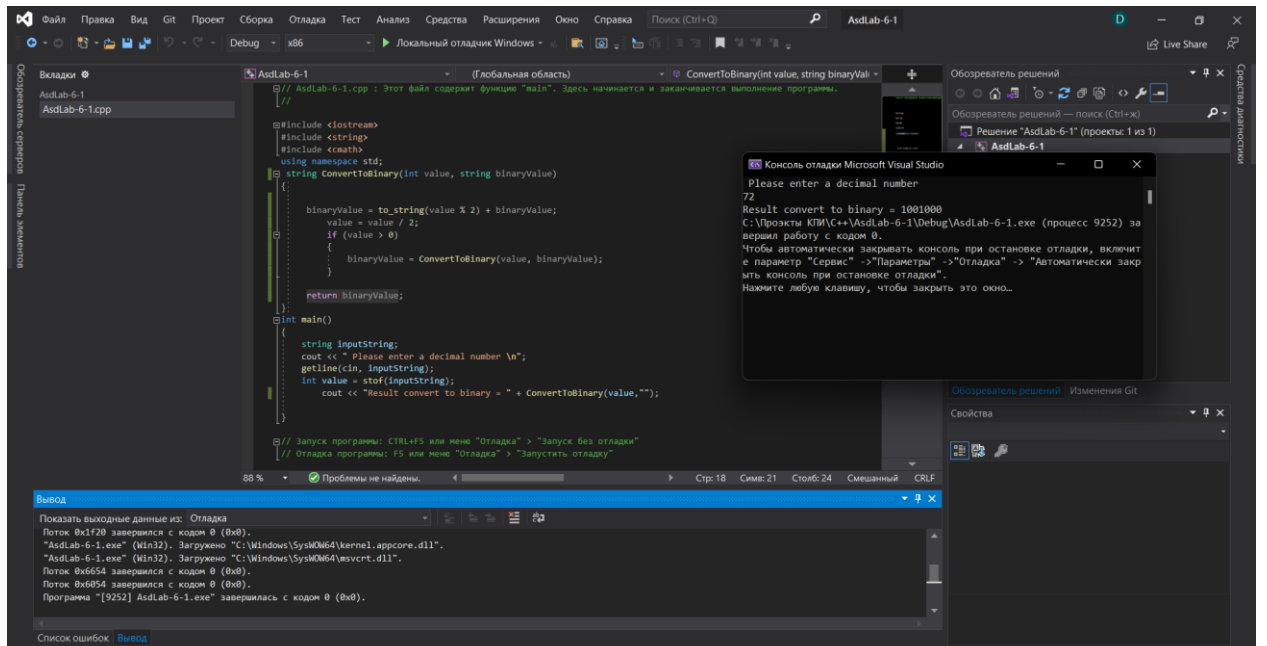 Файл Правка Вид Git Проект Сборка Отладка Тест Анализ Средства Расширения Окно Справка Поиск (Ctrl+Q) AsdLab-6-1 D
Debug x86 Локальный отладчик Windows Live Share
Обозреватель серверов
Панель элементов
Вкладки
AsdLab-6-1
AsdLab-6-1.cpp
AsdLab-6-1 (Глобальная область) ConvertToBinary(int value, string binaryVal
// AsdLab-6-1.cpp : Этот файл содержит функцию "main". Здесь начинается и заканчивается выполнение программы.
//
#include <iostream>
#include <string>
#include <cmath>
using namespace std;
string ConvertToBinary(int value, string binaryValue)
{
binaryValue = to_string(value % 2) + binaryValue;
value = value / 2;
if (value > 0)
{
binaryValue = ConvertToBinary(value, binaryValue);
}
return binaryValue;
}
int main()
{
string inputString;
cout << " Please enter a decimal number \n";
getline(cin, inputString);
int value = stof(inputString);
cout << "Result convert to binary = " + ConvertToBinary(value,"");
}
// Запуск программы: CTRL+F5 или меню "Отладка" > "Запуск без отладки"
// Отладка программы: F5 или меню "Отладка" > "Запустить отладку"
88 % Проблемы не найдены. Стр: 18 Симв: 21 Столб: 24 Смешанный CRLF
Консоль отладки Microsoft Visual Studio
Please enter a decimal number
72
Result convert to binary = 1001000
C:\Проэкты КПИ\C++\AsdLab-6-1\Debug\AsdLab-6-1.exe (процесс 9252) за
вершил работу с кодом 0.
Чтобы автоматически закрывать консоль при остановке отладки, включит
е параметр "Сервис" ->"Параметры" ->"Отладка" -> "Автоматически закр
ыть консоль при остановке отладки".
Нажмите любую клавишу, чтобы закрыть это окно…
Обозреватель решений
Обозреватель решений — поиск (Ctrl+ж)
Решение "AsdLab-6-1" (проекты: 1 из 1)
AsdLab-6-1
Обозреватель решений Изменения Git
Свойства
Средства диагностики
Вывод
Показать выходные данные из: Отладка
Поток 0x1f20 завершился с кодом 0 (0x0).
"AsdLab-6-1.exe" (Win32). Загружено "C:\Windows\SysWOW64\kernel.appcore.dll".
"AsdLab-6-1.exe" (Win32). Загружено "C:\Windows\SysWOW64\msvcrt.dll".
Поток 0x6654 завершился с кодом 0 (0x0).
Поток 0x6054 завершился с кодом 0 (0x0).
Программа "[9252] AsdLab-6-1.exe" завершилась с кодом 0 (0x0).
Список ошибок Вывод